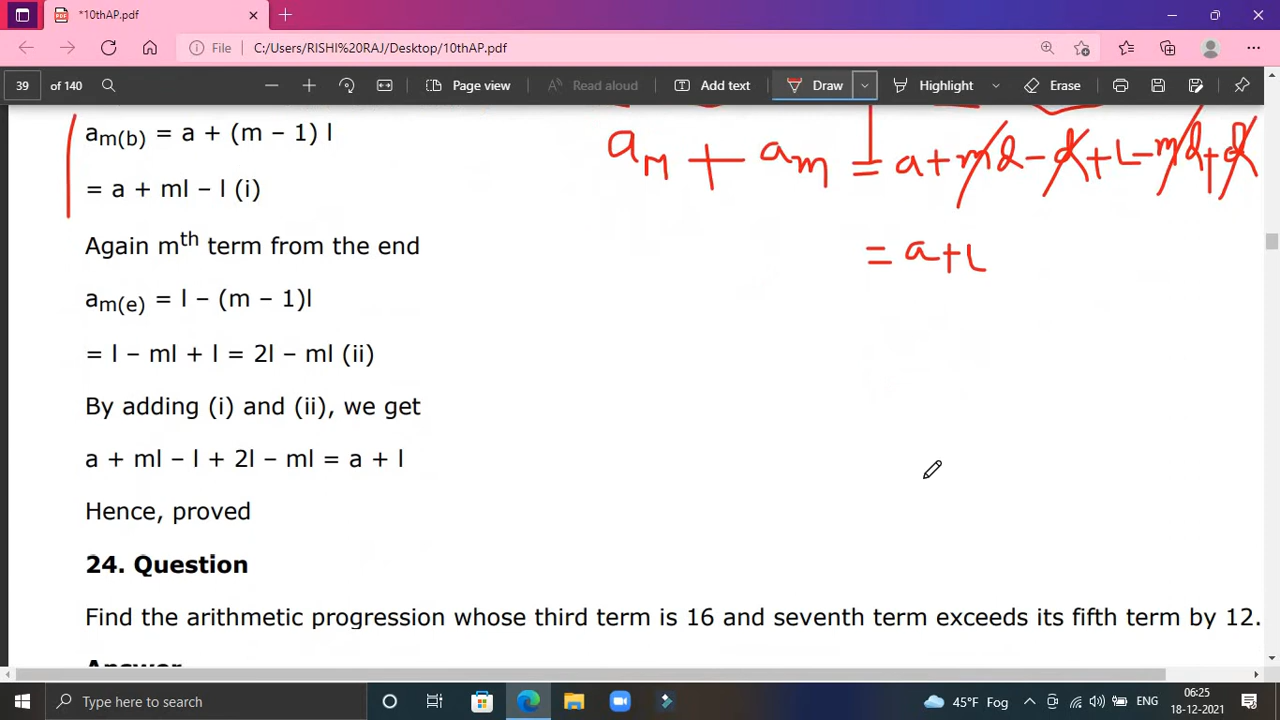 *10thAP.pdf
File C:/Users/RISHI%20RAJ/Desktop/10thAP.pdf
39 of 140 Page view Read aloud Add text Draw Highlight Erase
am(b) = a + (m – 1) l
= a + ml – l (i)
Again mth term from the end
am(e) = l – (m – 1)l
= l – ml + l = 2l – ml (ii)
By adding (i) and (ii), we get
a + ml – l + 2l – ml = a + l
Hence, proved
am + am = a + md – d + L – md + d
= a + L
24. Question
Find the arithmetic progression whose third term is 16 and seventh term exceeds its fifth term by 12.
Answer
Type here to search 45°F Fog ENG 06:25
18-12-2021